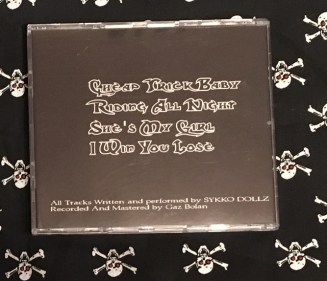 Cheap Trick Baby
Riding All Night
She's My Girl
I Win You Lose
All Tracks Written and performed by SYKKO DOLLZ
Recorded And Mastered by Gaz Bolan